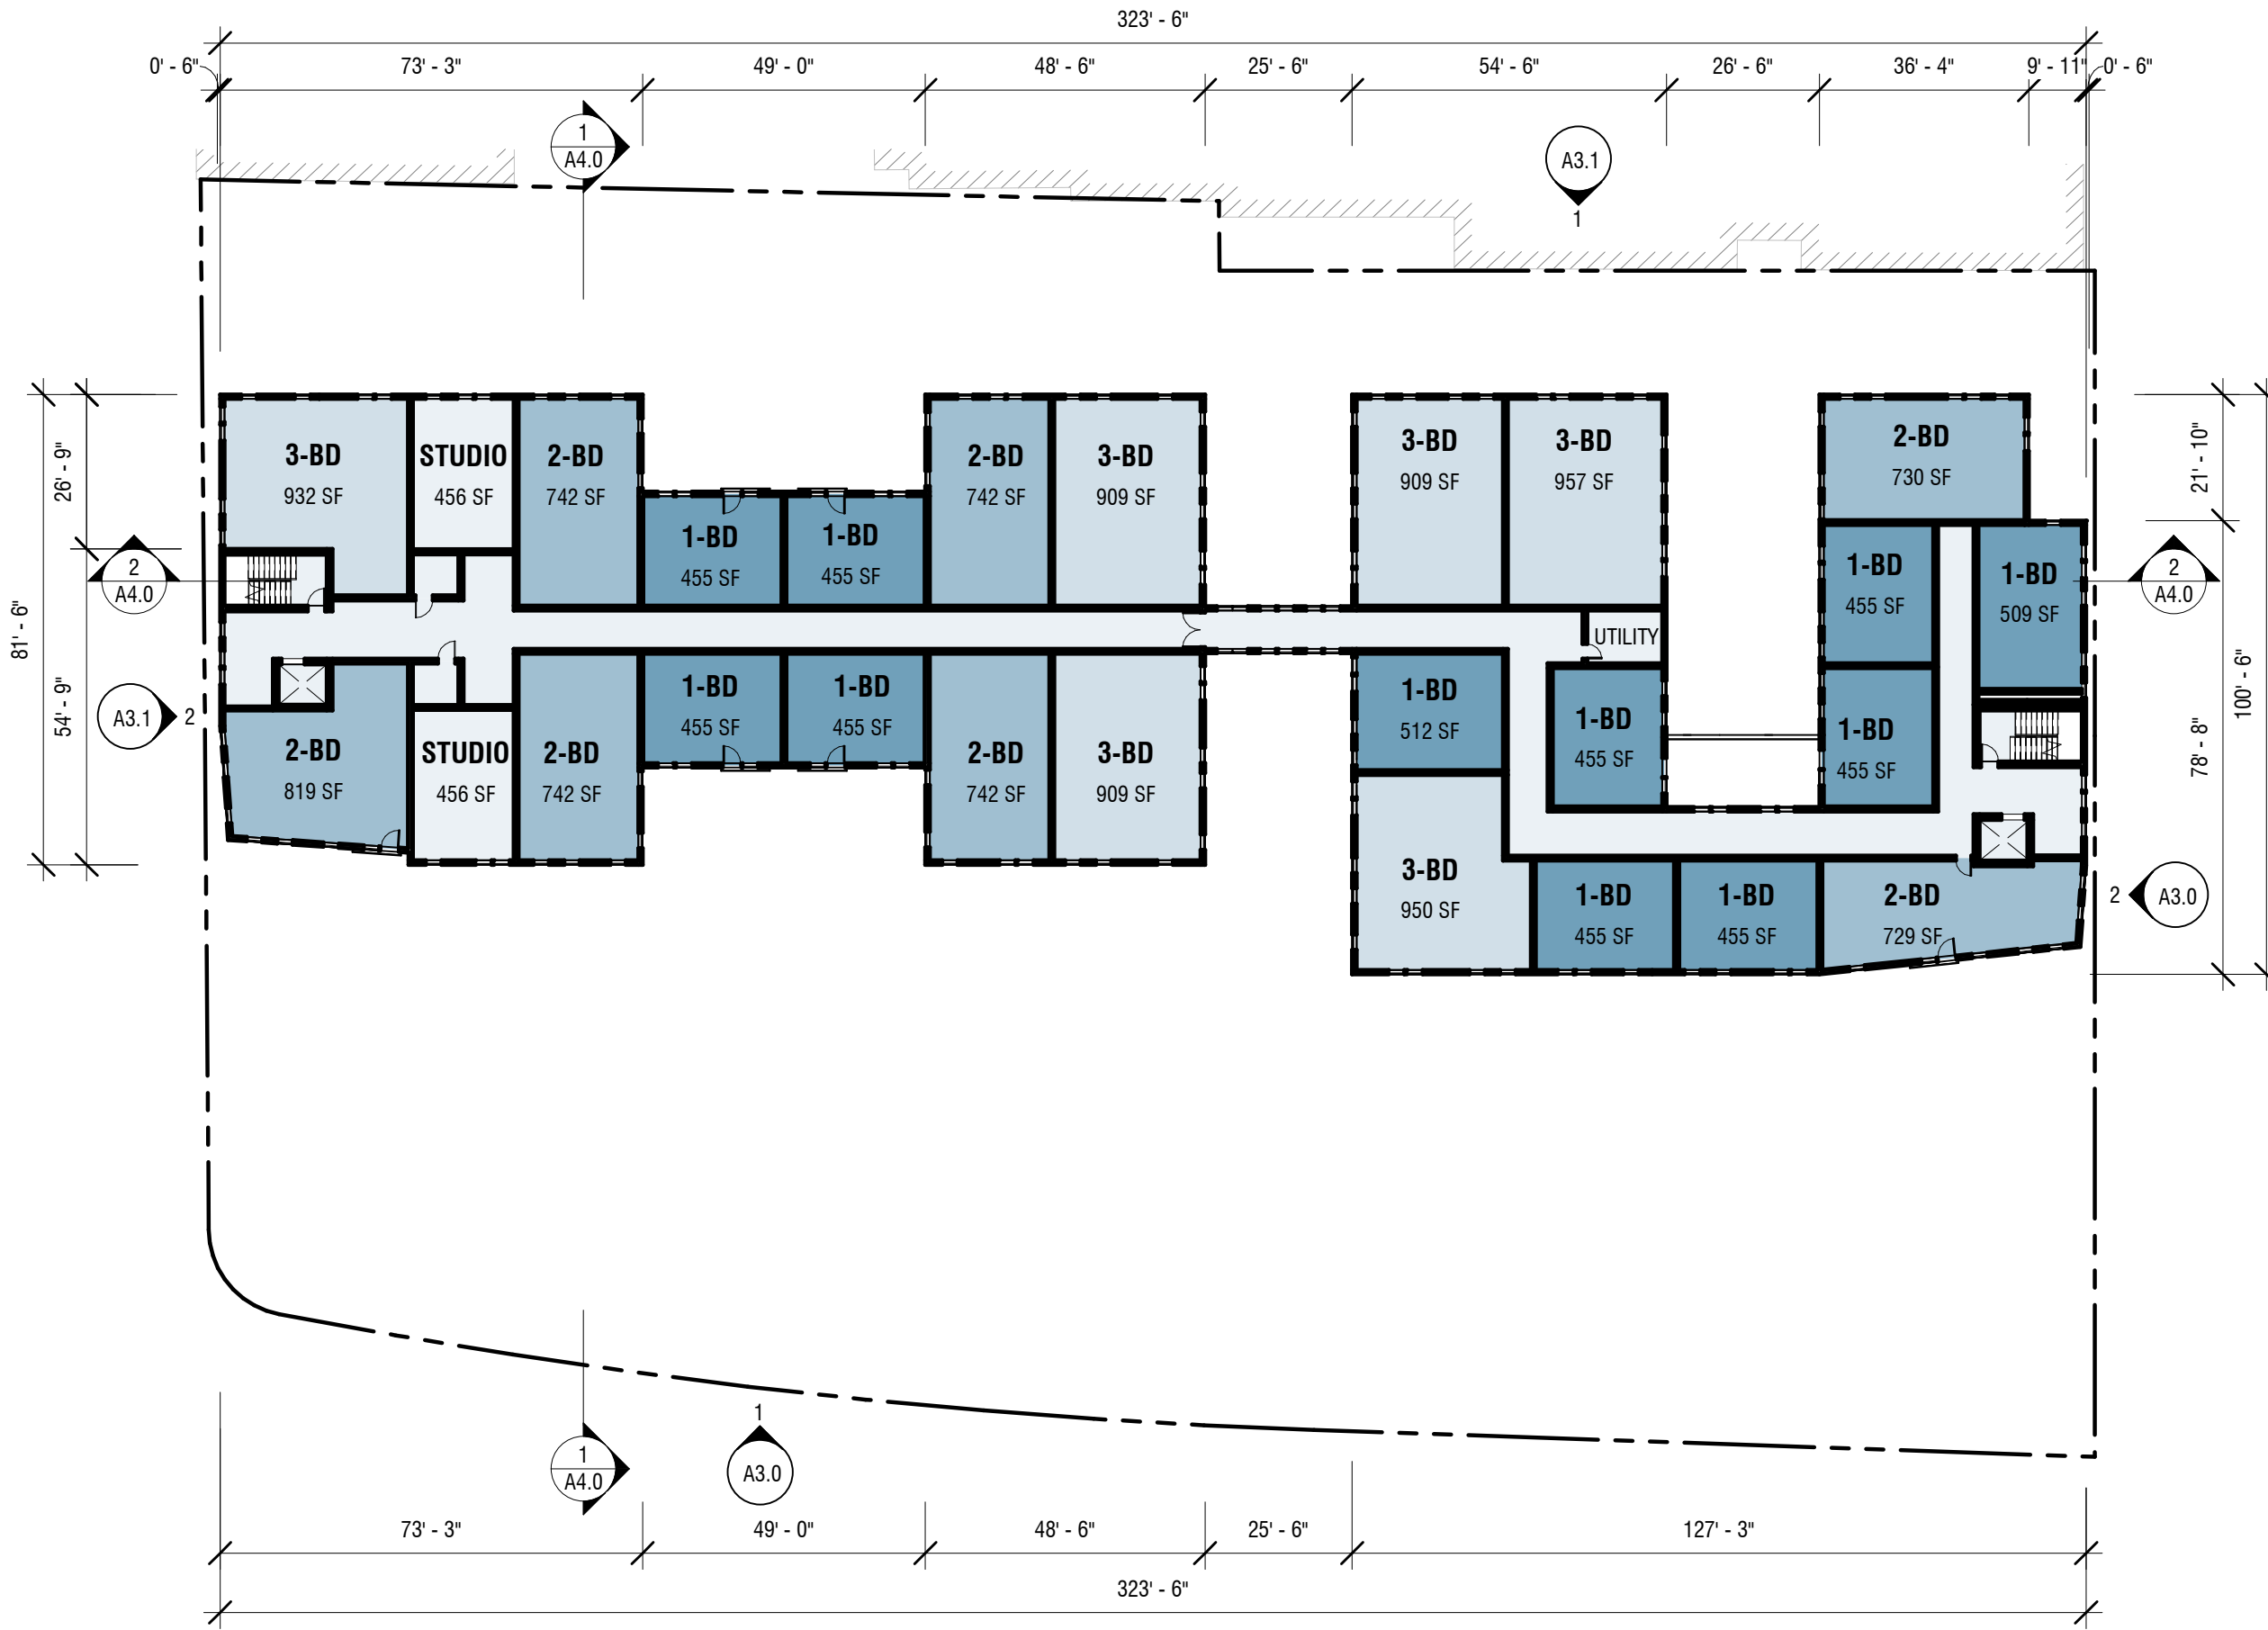 323' - 6"
0' - 6"
73' - 3"
49' - 0"
48' - 6"
25' - 6"
54' - 6"
26' - 6"
36' - 4"
9' - 11"
0' - 6"
1
A4.0
A3.1
1
3-BD
932 SF
STUDIO
456 SF
2-BD
742 SF
1-BD
455 SF
1-BD
455 SF
2-BD
742 SF
3-BD
909 SF
3-BD
909 SF
3-BD
957 SF
2-BD
730 SF
1-BD
455 SF
1-BD
509 SF
26' - 9"
81' - 6"
54' - 9"
21' - 10"
100' - 6"
78' - 8"
2
A4.0
2
A4.0
UTILITY
A3.1
2
2-BD
819 SF
STUDIO
456 SF
2-BD
742 SF
1-BD
455 SF
1-BD
455 SF
2-BD
742 SF
3-BD
909 SF
1-BD
512 SF
1-BD
455 SF
1-BD
455 SF
3-BD
950 SF
1-BD
455 SF
1-BD
455 SF
2-BD
729 SF
2
A3.0
1
A4.0
1
A3.0
73' - 3"
49' - 0"
48' - 6"
25' - 6"
127' - 3"
323' - 6"